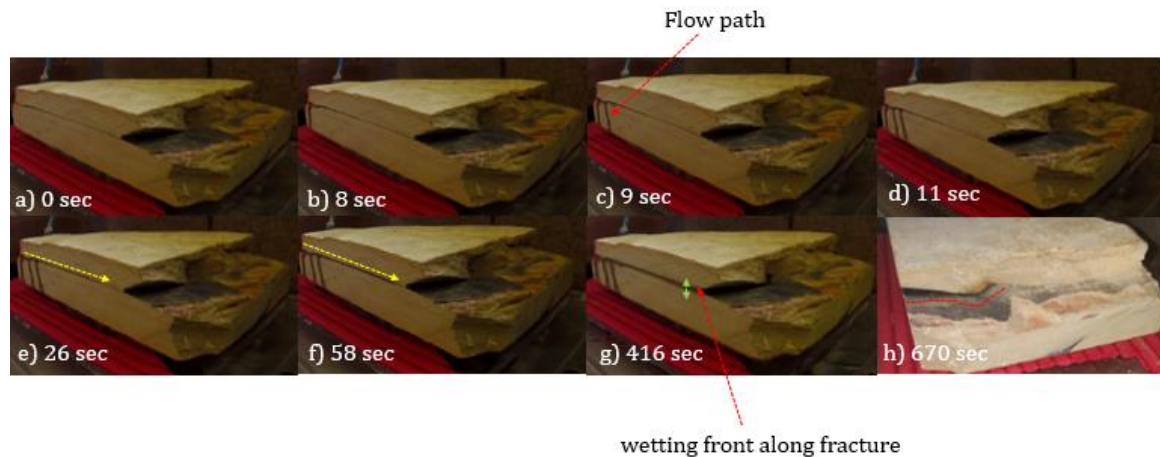 Flow path
a) 0 sec
b) 8 sec
c) 9 sec
d) 11 sec
e) 26 sec
f) 58 sec
g) 416 sec
h) 670 sec
wetting front along fracture